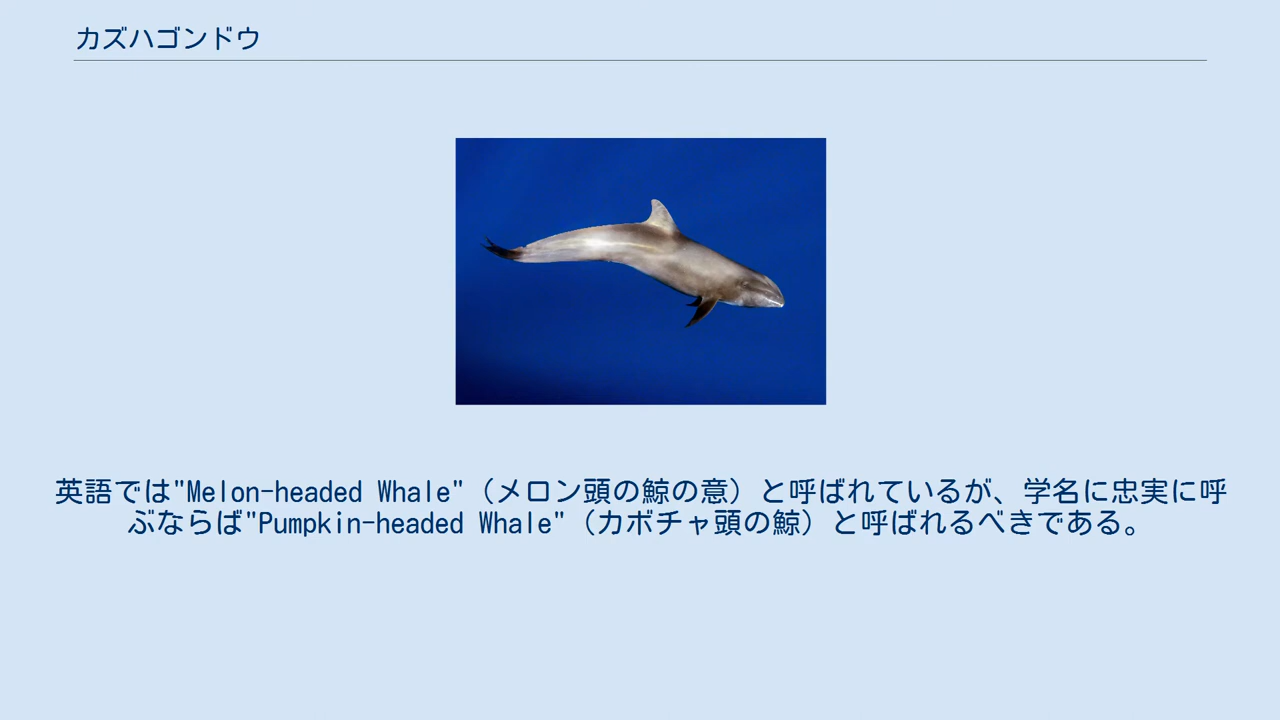 カズハゴンドウ
英語では"Melon-headed Whale"（メロン頭の鯨の意）と呼ばれているが、学名に忠実に呼
ぶならば"Pumpkin-headed Whale"（カボチャ頭の鯨）と呼ばれるべきである。